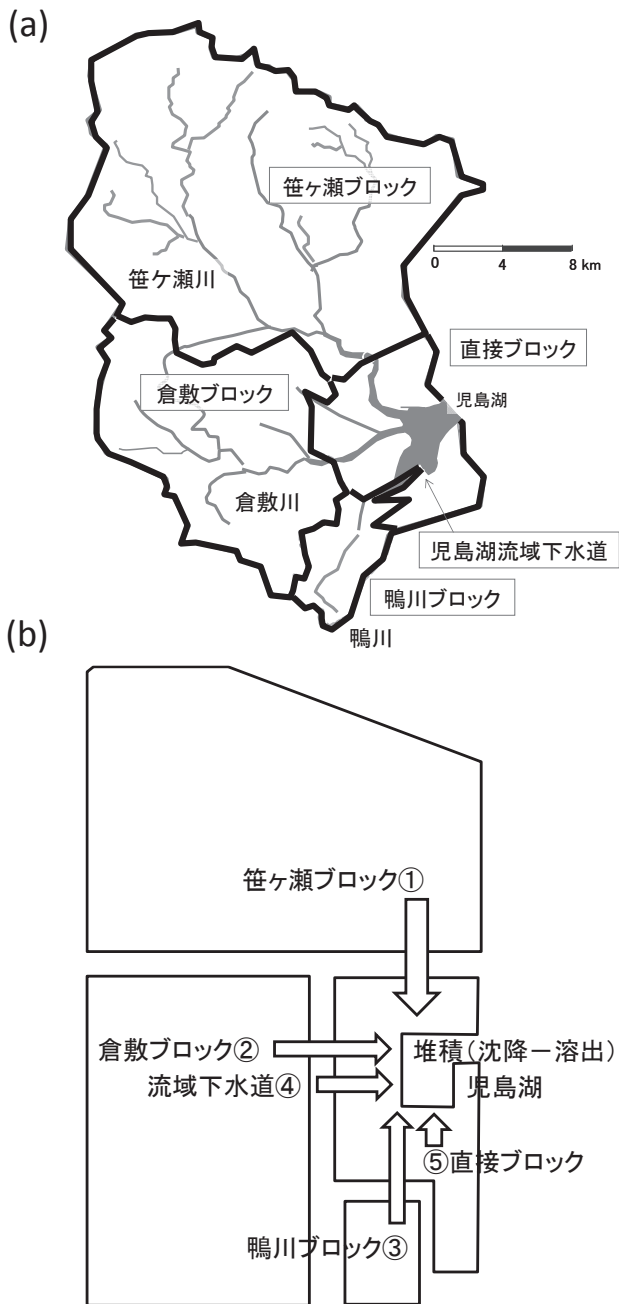 (a)
笹ヶ瀬ブロック
0 4 8 km
笹ケ瀬川
直接ブロック
倉敷ブロック
児島湖
倉敷川
児島湖流域下水道
鴨川ブロック
鴨川
(b)
笹ヶ瀬ブロック①
倉敷ブロック②
堆積(沈降－溶出)
流域下水道④
児島湖
⑤直接ブロック
鴨川ブロック③